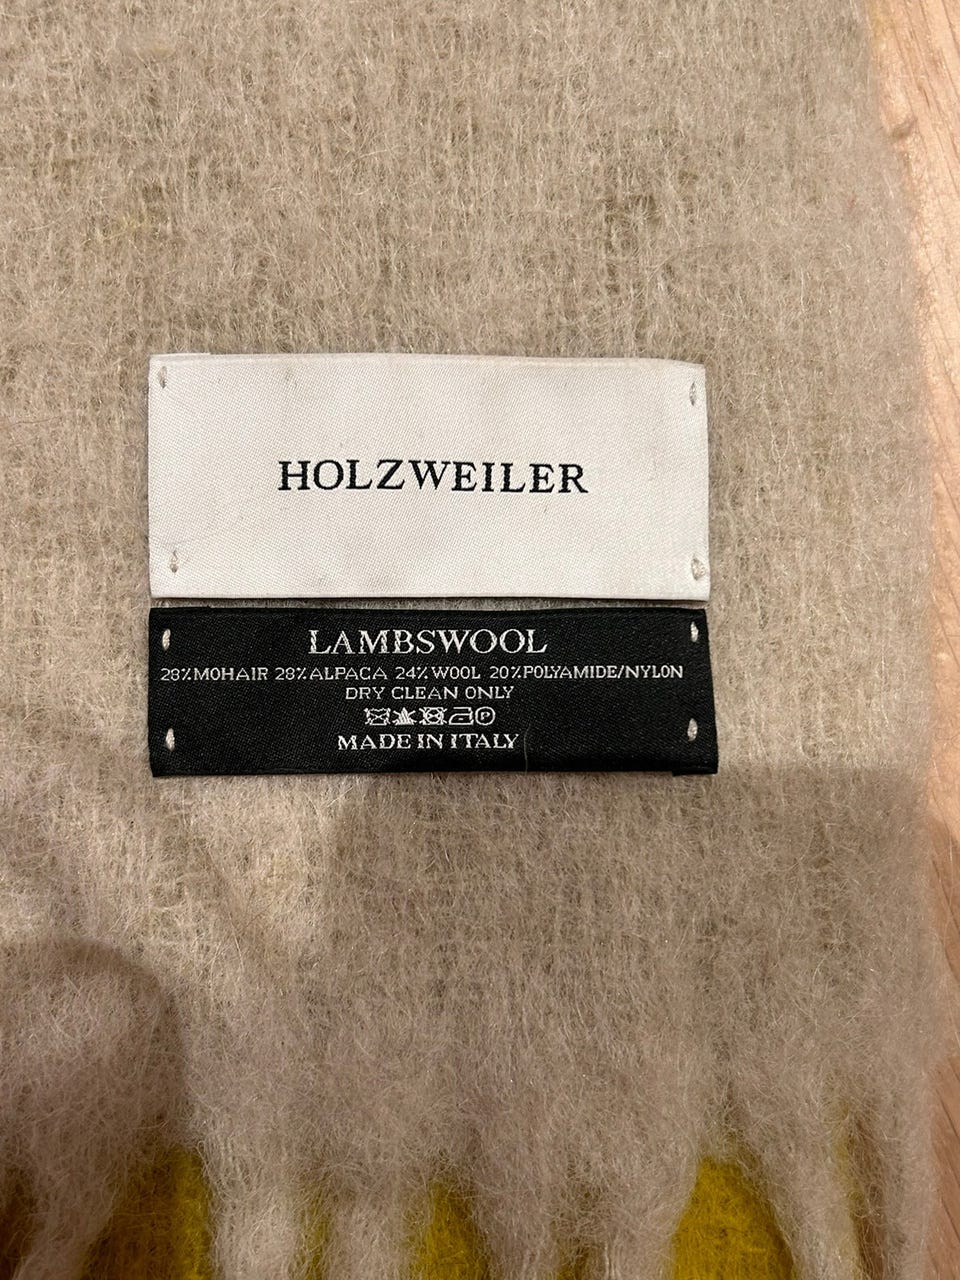 HOLZWEILER
LAMBSWOOL
28%MOHAIR 28%ALPACA 24%WOOL 20%POLYAMIDE/NYLON
DRY CLEAN ONLY
P
MADE IN ITALY